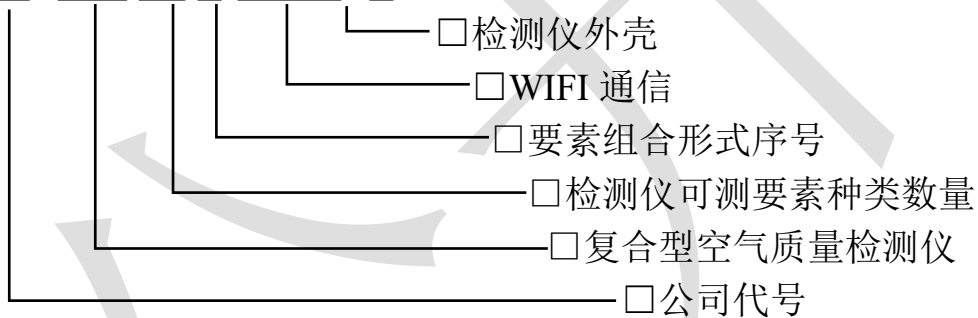 □检测仪外壳
□WIFI 通信
□要素组合形式序号
□检测仪可测要素种类数量
□复合型空气质量检测仪
□公司代号